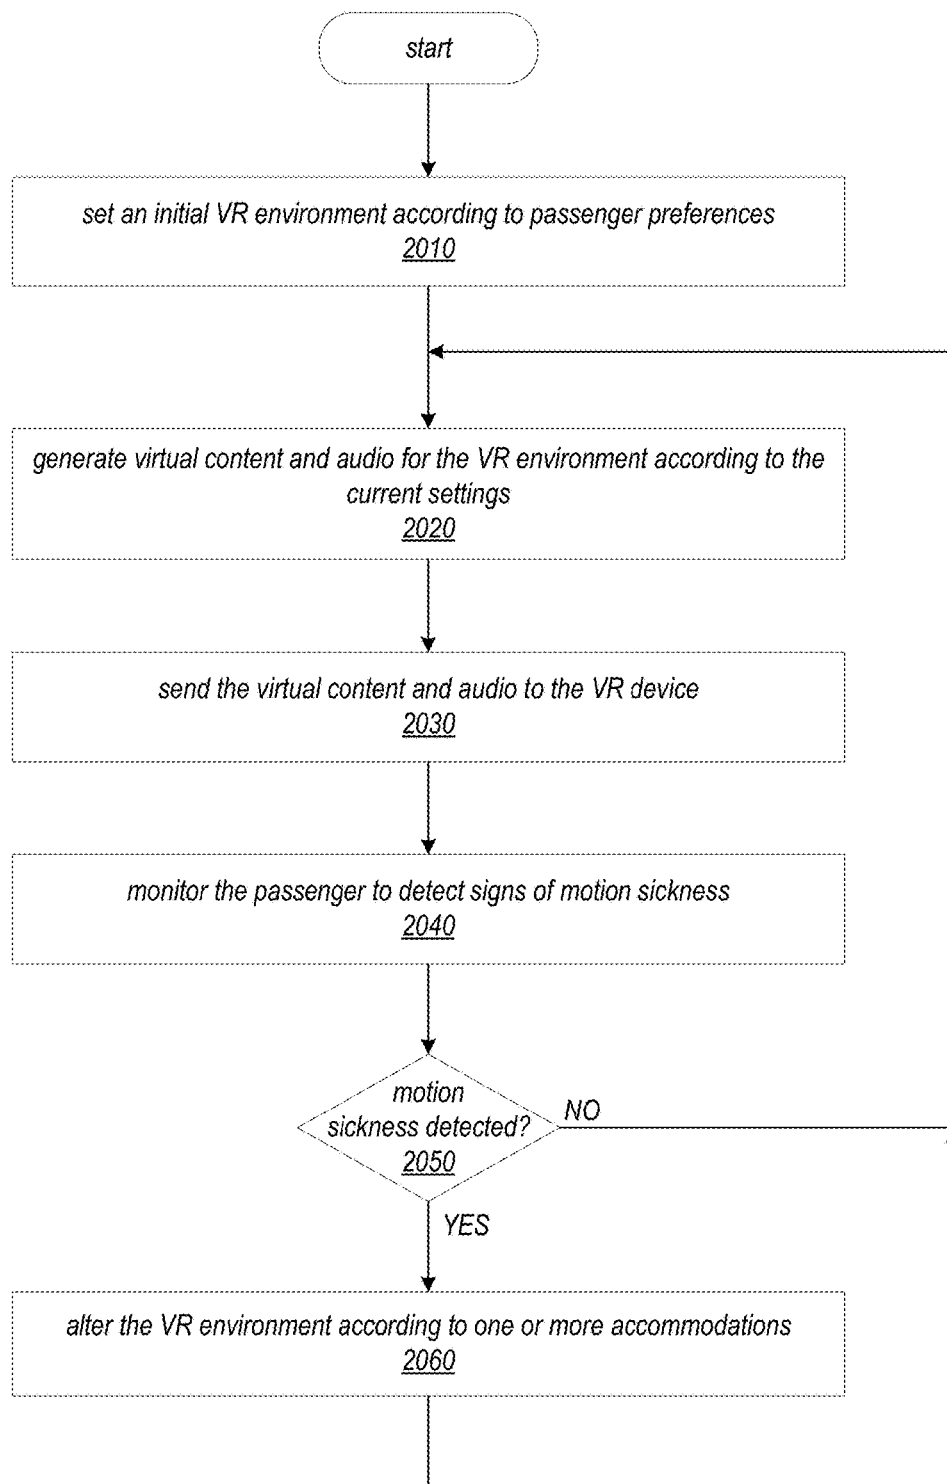 start
set an initial VR environment according to passenger preferences
2010
generate virtual content and audio for the VR environment according to the
current settings
2020
send the virtual content and audio to the VR device
2030
monitor the passenger to detect signs of motion sickness
2040
motion
sickness detected?
2050
NO
YES
alter the VR environment according to one or more accommodations
2060